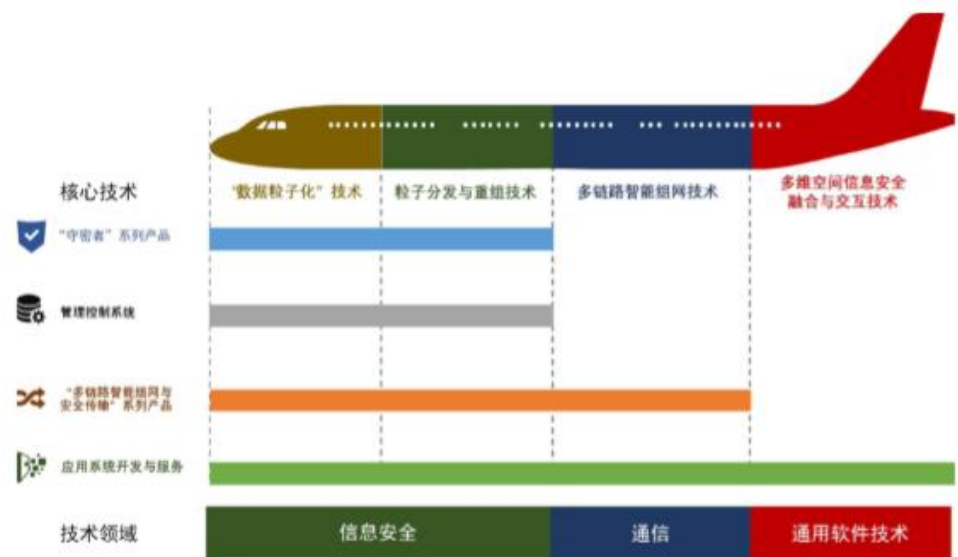 核心技术
“数据粒子化”技术
粒子分发与重组技术
多链路智能组网技术
多维空间信息安全
融合与交互技术
“守密者”系列产品
管理控制系统
“多链路智能组网与
安全传输”系列产品
应用系统开发与服务
技术领域
信息安全
通信
通用软件技术